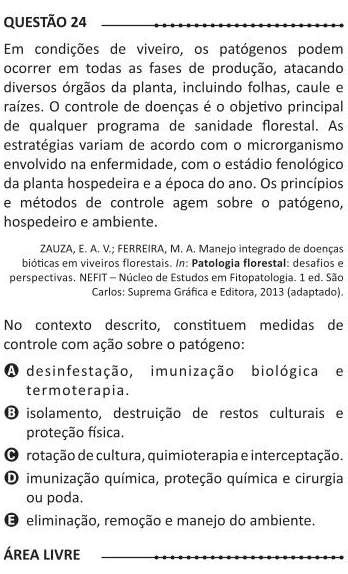 QUESTÃO 24
Em condições de viveiro, os patógenos podem
ocorrer em todas as fases de produção, atacando
diversos órgãos da planta, incluindo folhas, caule e
raízes. O controle de doenças é o objetivo principal
de qualquer programa de sanidade florestal. As
estratégias variam de acordo com o microrganismo
envolvido na enfermidade, com o estádio fenológico
da planta hospedeira e a época do ano. Os princípios
e métodos de controle agem sobre o patógeno,
hospedeiro e ambiente.
ZAUZA, E. A. V.; FERREIRA, M. A. Manejo integrado de doenças
bióticas em viveiros florestais. In: Patologia florestal: desafios e
perspectivas. NEFIT – Núcleo de Estudos em Fitopatologia. 1 ed. São
Carlos: Suprema Gráfica e Editora, 2013 (adaptado).
No contexto descrito, constituem medidas de
controle com ação sobre o patógeno:
A desinfestação, imunização biológica e
termoterapia.
B isolamento, destruição de restos culturais e
proteção física.
C rotação de cultura, quimioterapia e interceptação.
D imunização química, proteção química e cirurgia
ou poda.
E eliminação, remoção e manejo do ambiente.
ÁREA LIVRE